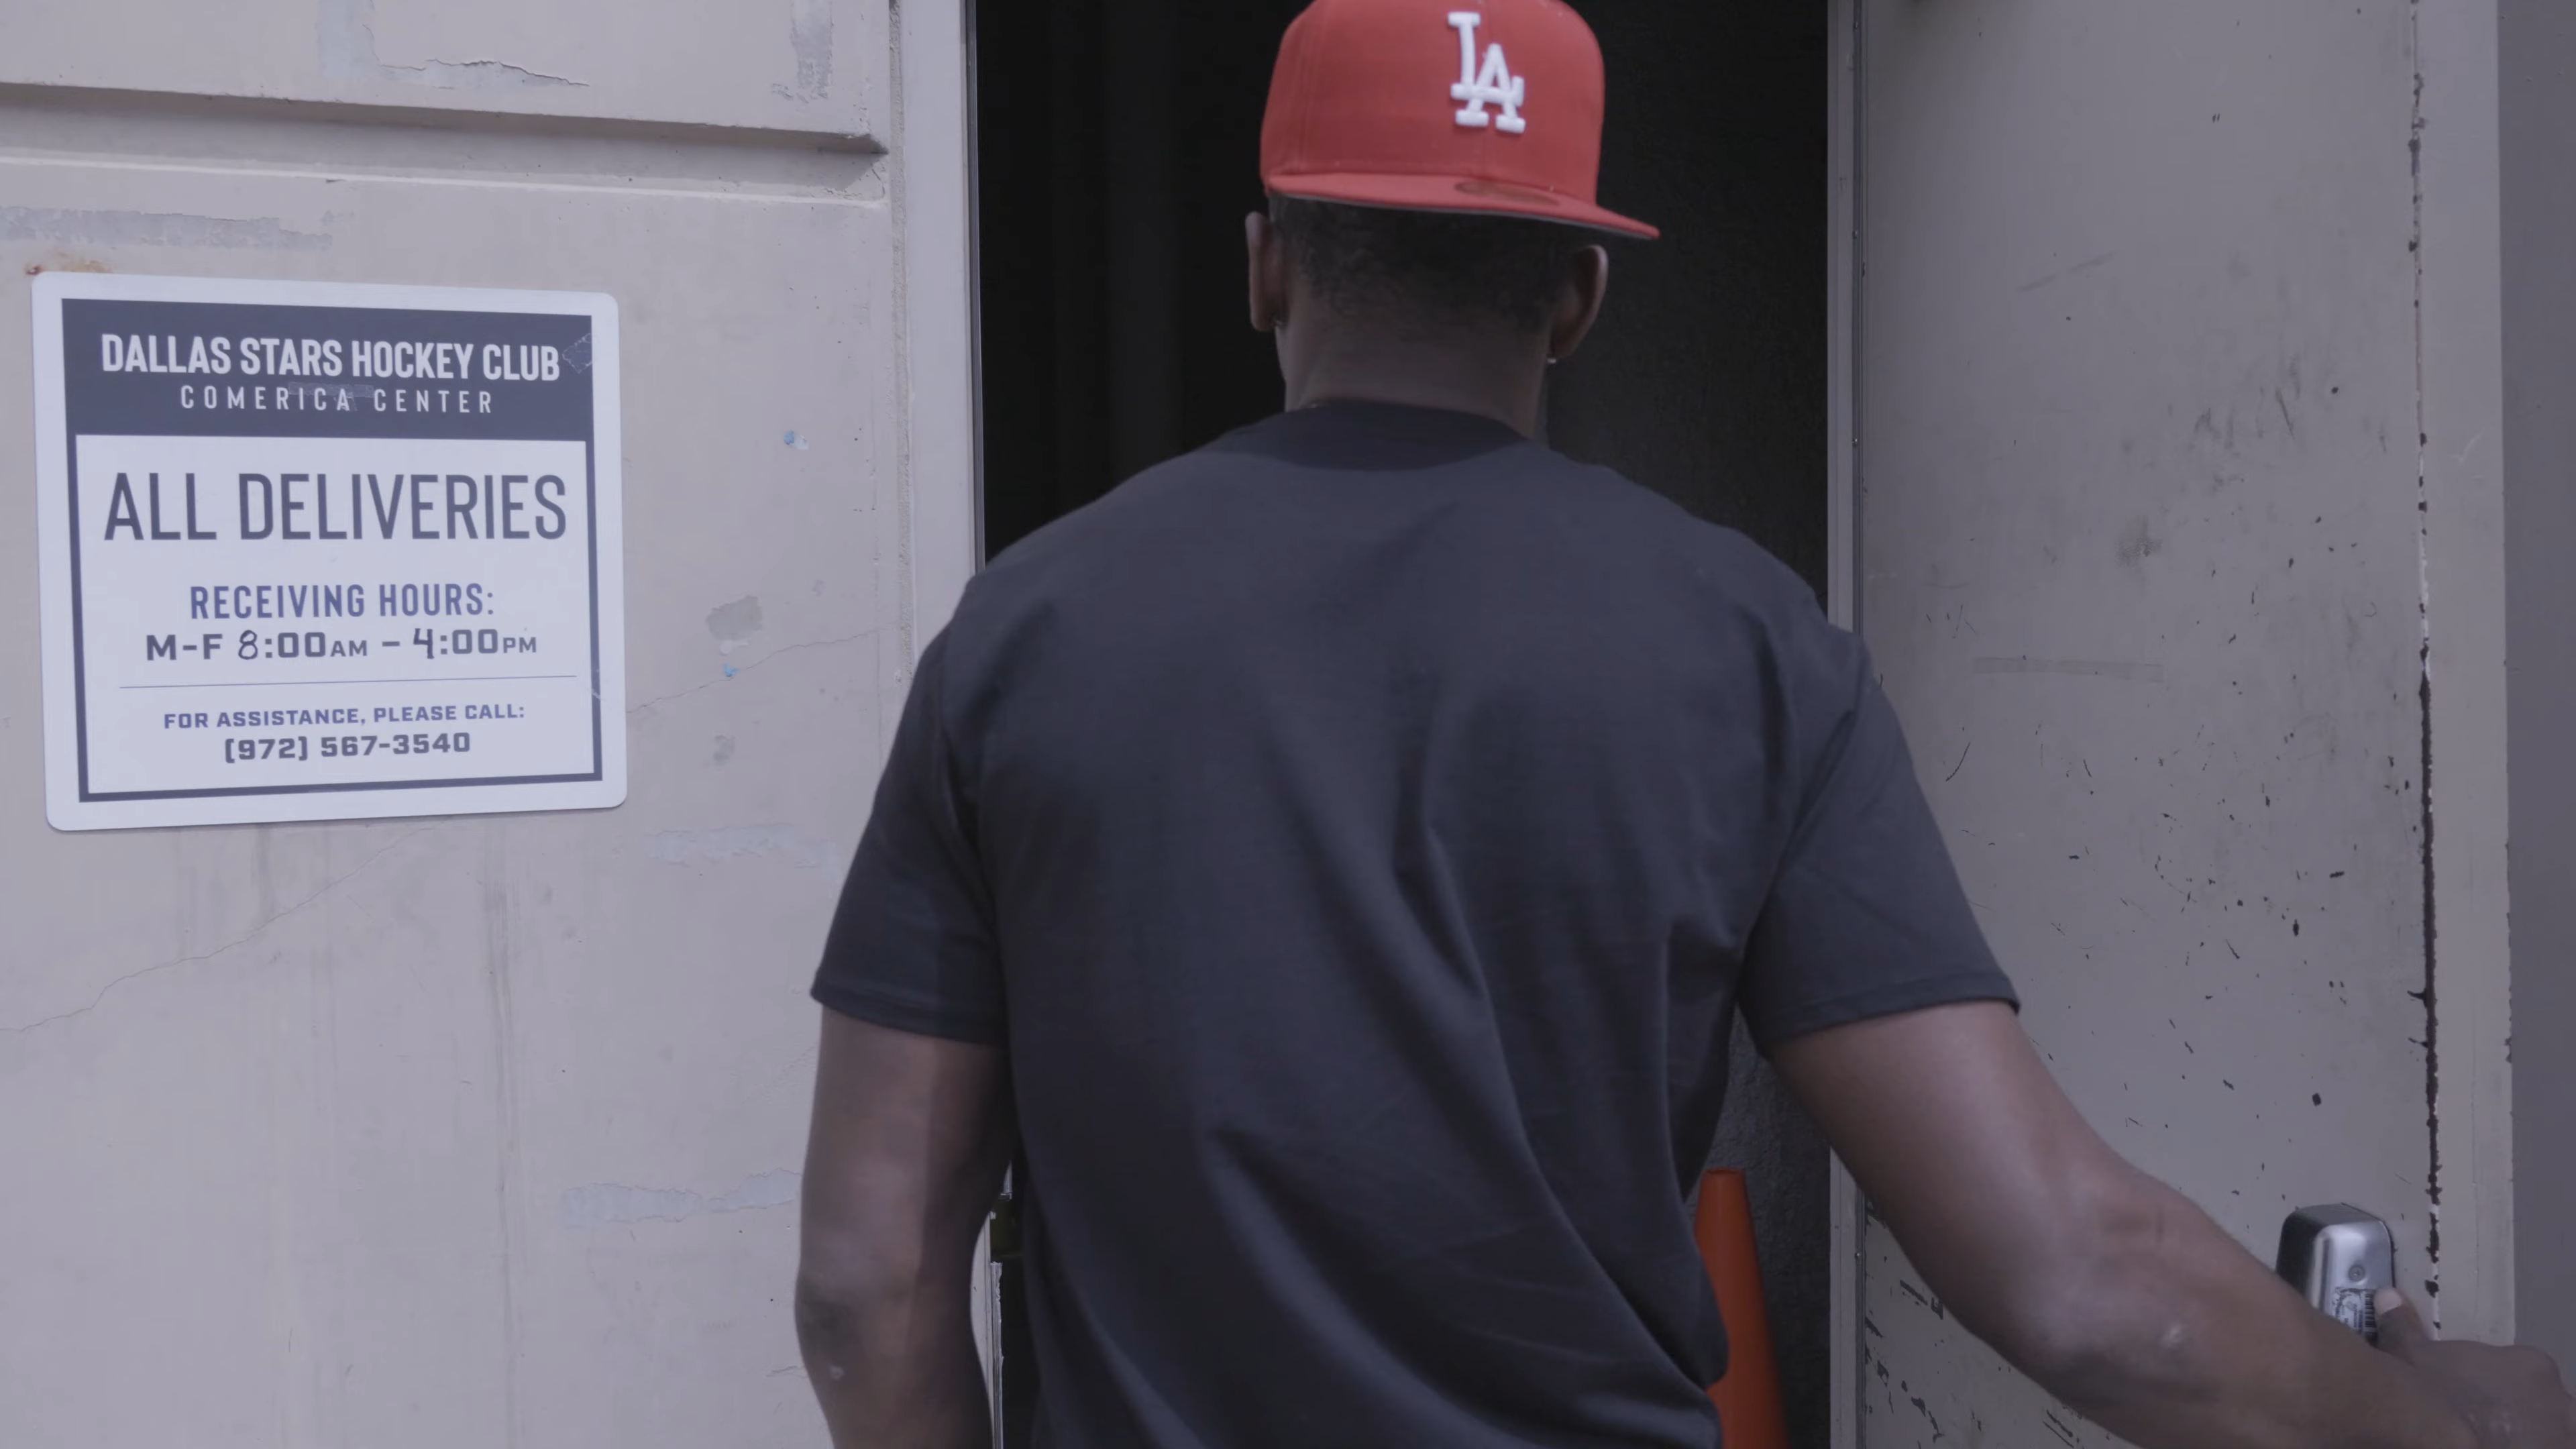 LA
DALLAS STARS HOCKEY CLUB
COMERICA CENTER
ALL DELIVERIES
RECEIVING HOURS:
M-F 8:00AM - 4:00PM
FOR ASSISTANCE, PLEASE CALL:
(972) 567-3540